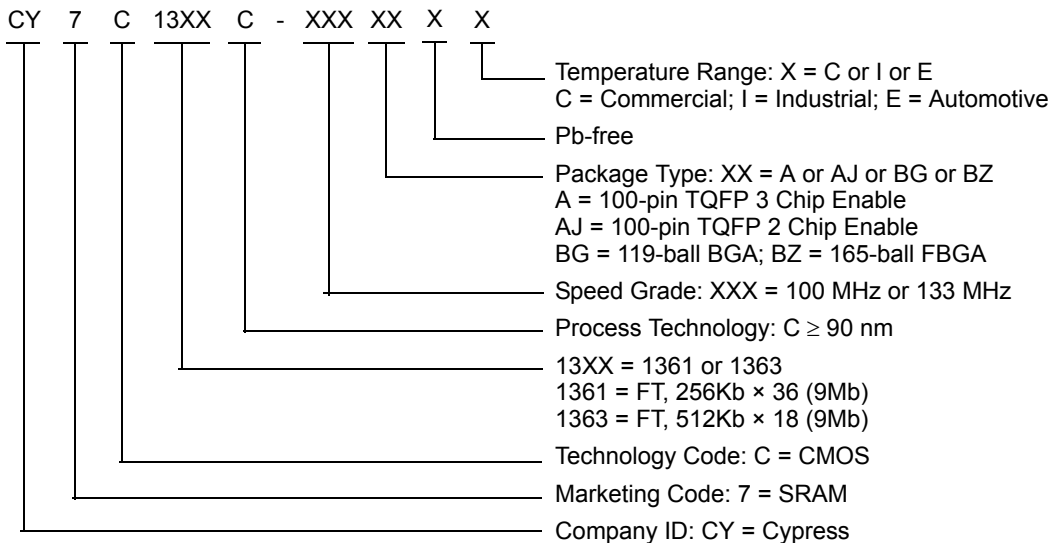 CY 7 C 13XX C - XXX XX X X
Temperature Range: X = C or I or E
C = Commercial; I = Industrial; E = Automotive
Pb-free
Package Type: XX = A or AJ or BG or BZ
A = 100-pin TQFP 3 Chip Enable
AJ = 100-pin TQFP 2 Chip Enable
BG = 119-ball BGA; BZ = 165-ball FBGA
Speed Grade: XXX = 100 MHz or 133 MHz
Process Technology: C ≥ 90 nm
13XX = 1361 or 1363
1361 = FT, 256Kb × 36 (9Mb)
1363 = FT, 512Kb × 18 (9Mb)
Technology Code: C = CMOS
Marketing Code: 7 = SRAM
Company ID: CY = Cypress